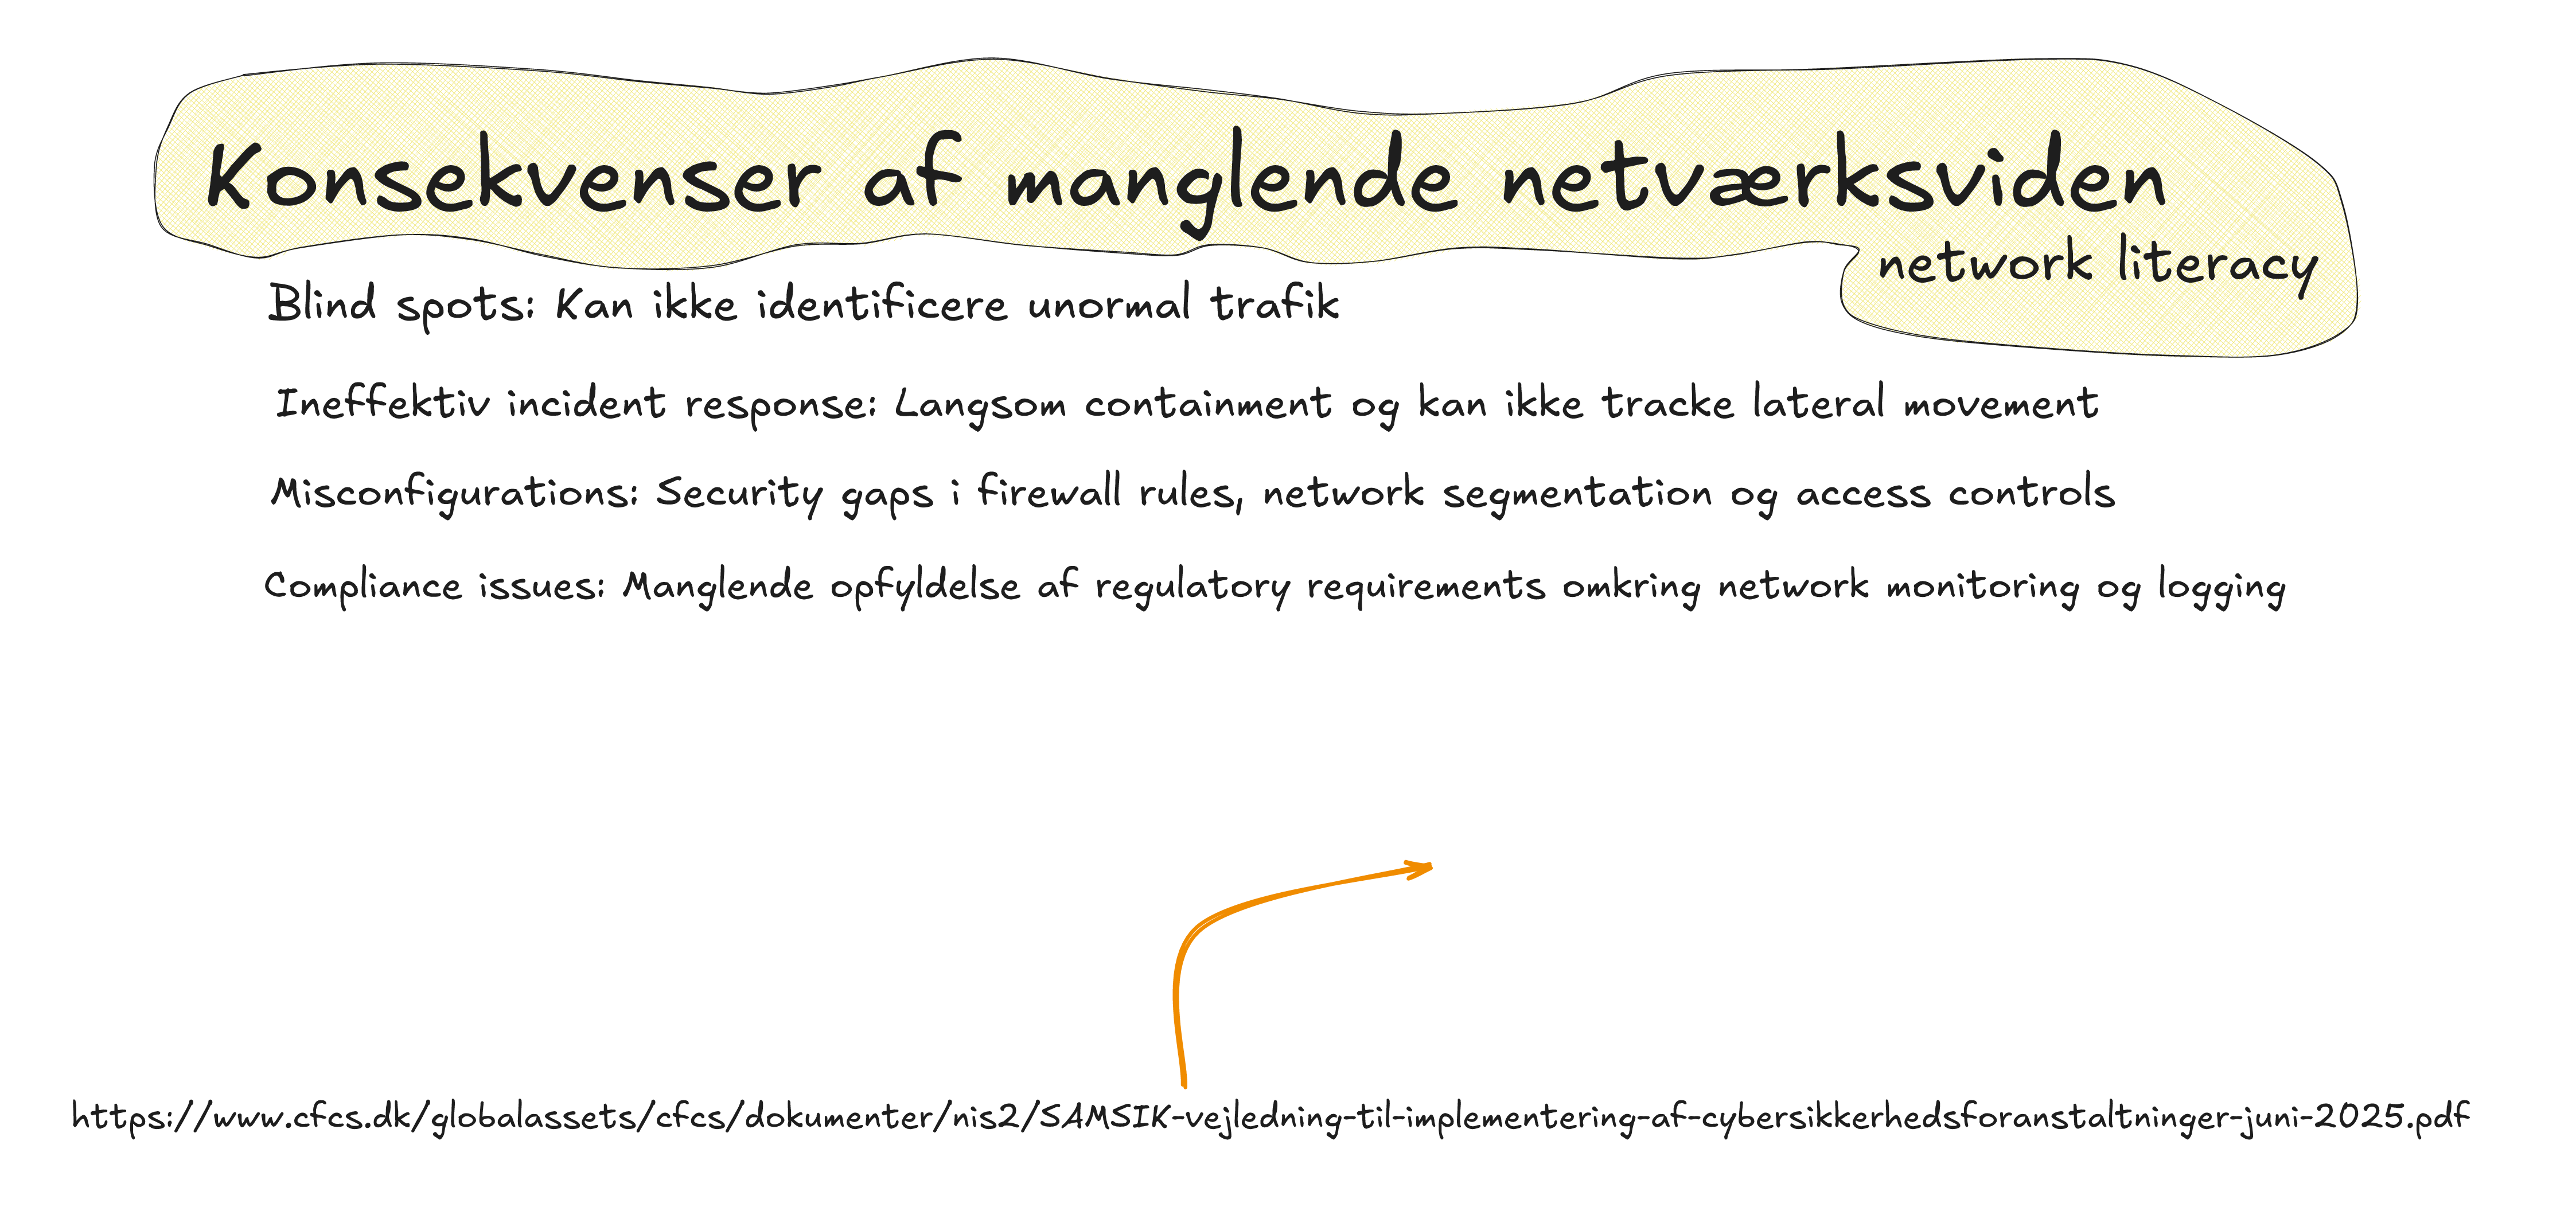 Konsekvenser af manglende netværksviden
network literacy
Blind spots: Kan ikke identificere unormal trafik
Ineffektiv incident response: Langsom containment og kan ikke tracke lateral movement
Misconfigurations: Security gaps i firewall rules, network segmentation og access controls
Compliance issues: Manglende opfyldelse af regulatory requirements omkring network monitoring og logging
https://www.cfcs.dk/globalassets/cfcs/dokumenter/nis2/SAMSIK-vejledning-til-implementering-af-cybersikkerhedsforanstaltninger-juni-2025.pdf